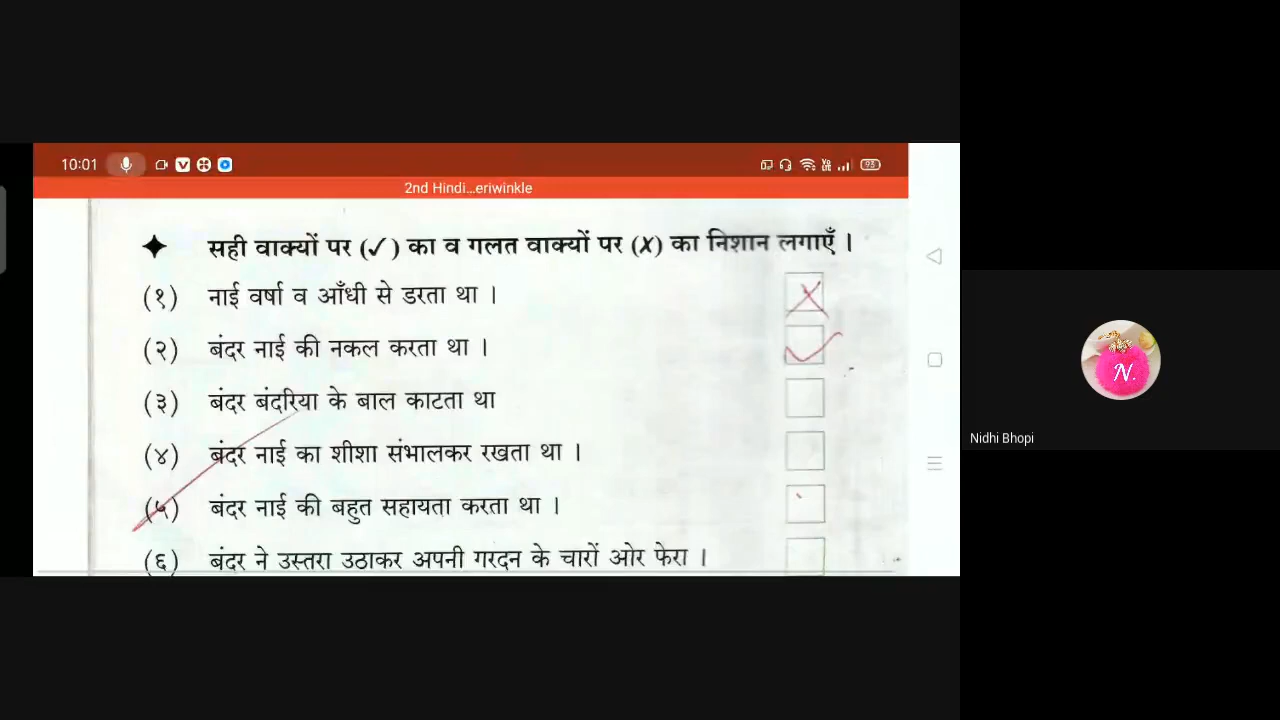 10:01
93
2nd Hindi...eriwinkle
सही वाक्यों पर (✓) का व गलत वाक्यों पर (✗) का निशान लगाएँ ।
(१) नाई वर्षा व आँधी से डरता था ।
(२) बंदर नाई की नकल करता था ।
(३) बंदर बंदरिया के बाल काटता था
(४) बंदर नाई का शीशा संभालकर रखता था ।
(५) बंदर नाई की बहुत सहायता करता था ।
(६) बंदर ने उस्तरा उठाकर अपनी गरदन के चारों ओर फेरा ।
N.
Nidhi Bhopi